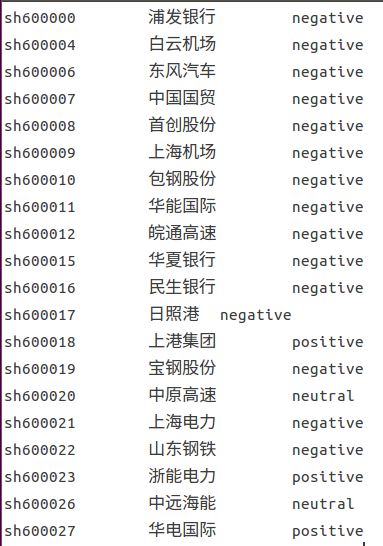 sh600000 浦发银行 negative
sh600004 白云机场 negative
sh600006 东风汽车 negative
sh600007 中国国贸 negative
sh600008 首创股份 negative
sh600009 上海机场 negative
sh600010 包钢股份 negative
sh600011 华能国际 negative
sh600012 皖通高速 negative
sh600015 华夏银行 negative
sh600016 民生银行 negative
sh600017 日照港 negative
sh600018 上港集团 positive
sh600019 宝钢股份 negative
sh600020 中原高速 neutral
sh600021 上海电力 negative
sh600022 山东钢铁 negative
sh600023 浙能电力 positive
sh600026 中远海能 neutral
sh600027 华电国际 positive